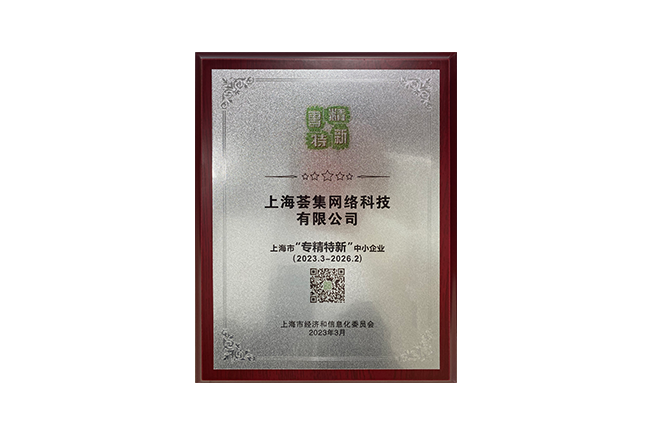 专精
特新
上海荟集网络科技
有限公司
上海市“专精特新”中小企业
(2023.3-2026.2)
上海市经济和信息化委员会
2023年3月